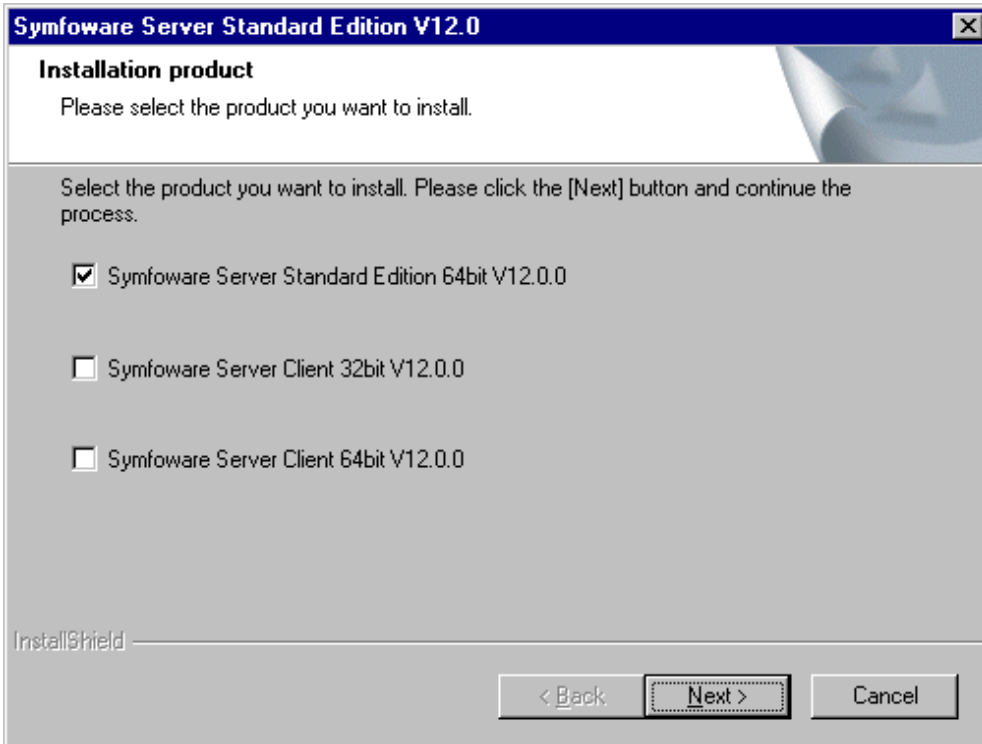 Symfoware Server Standard Edition V12.0
Installation product
Please select the product you want to install.
Select the product you want to install. Please click the [Next] button and continue the
process.
Symfoware Server Standard Edition 64bit V12.0.0
Symfoware Server Client 32bit V12.0.0
Symfoware Server Client 64bit V12.0.0
InstallShield
< Back Next > Cancel